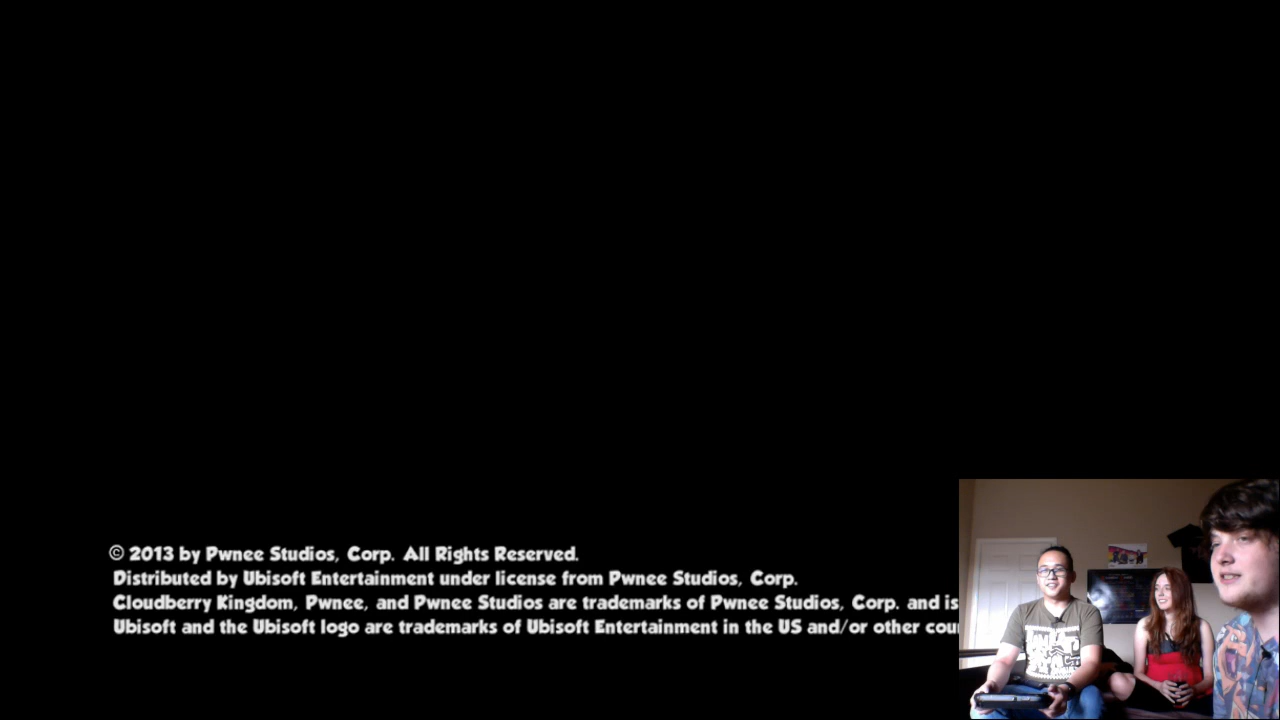 © 2013 by Pwnee Studios, Corp. All Rights Reserved.
Distributed by Ubisoft Entertainment under license from Pwnee Studios, Corp.
Cloudberry Kingdom, Pwnee, and Pwnee Studios are trademarks of Pwnee Studios, Corp. and is
Ubisoft and the Ubisoft logo are trademarks of Ubisoft Entertainment in the US and/or other cou